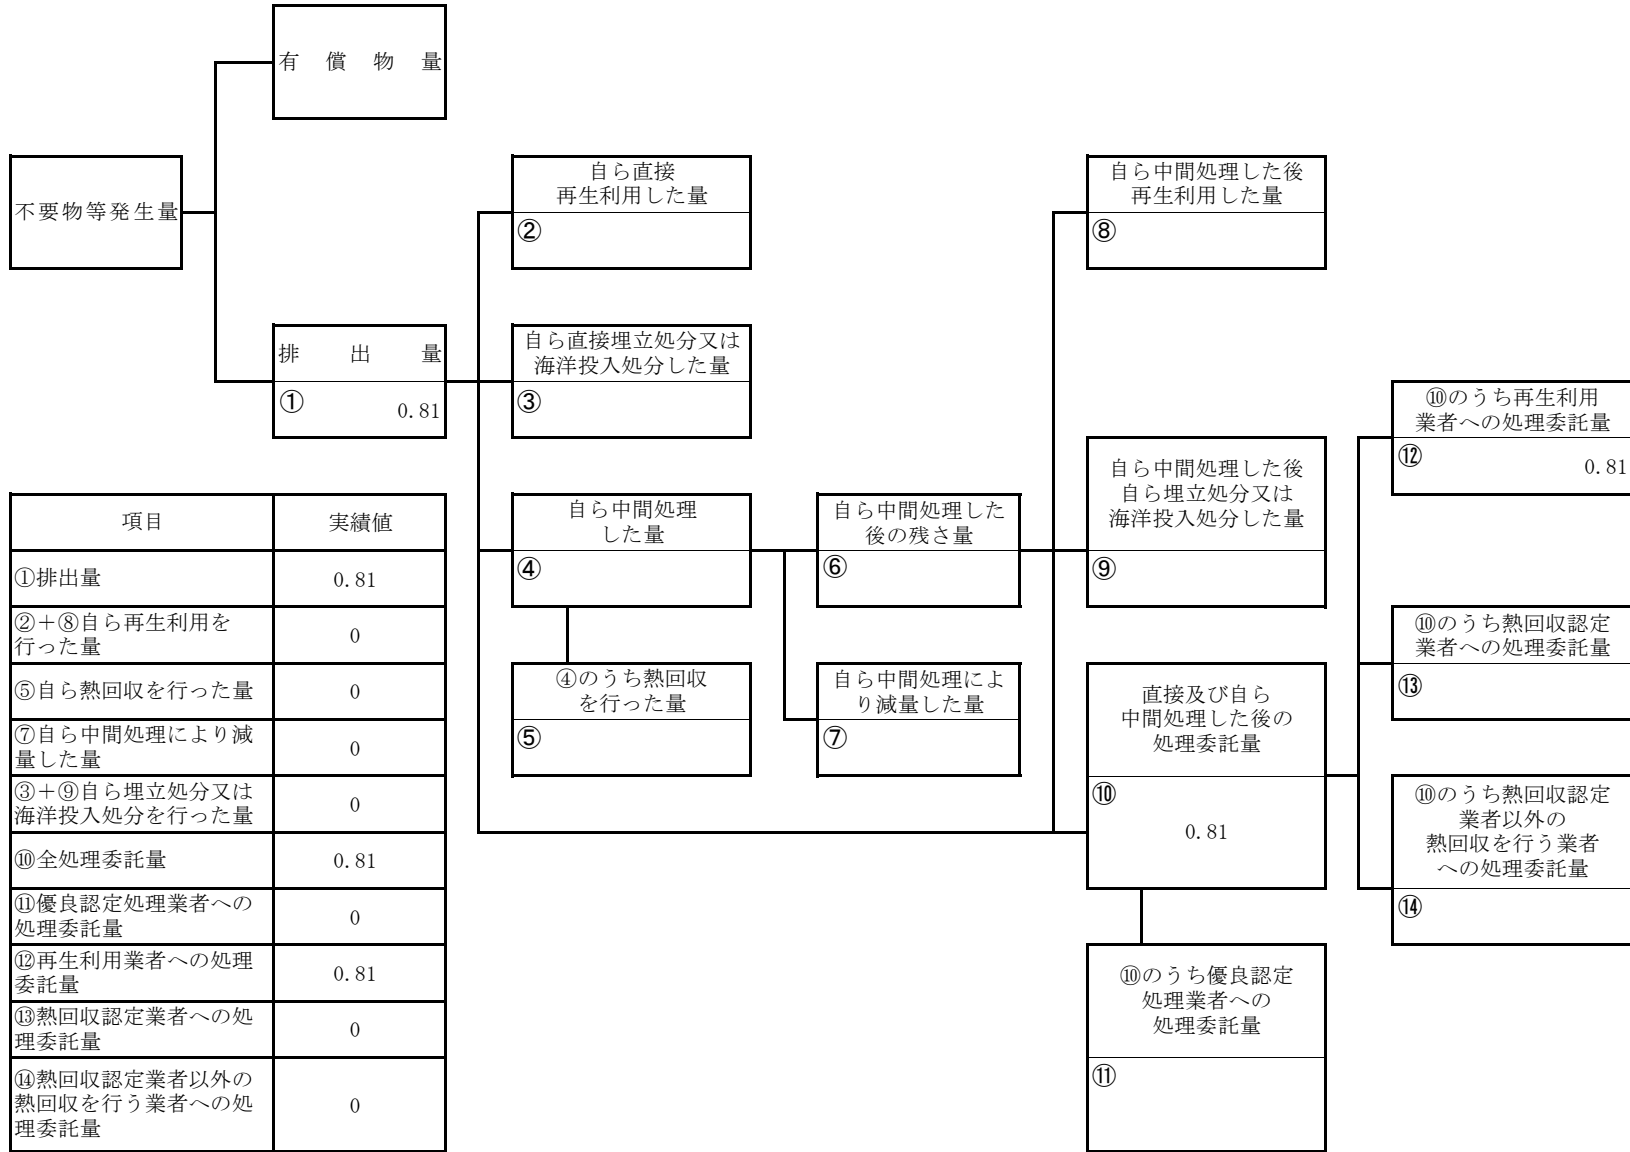 有償物量
不要物等発生量
自ら直接
再生利用した量
②
自ら中間処理した後
再生利用した量
⑧
排出量
① 0.81
自ら直接埋立処分又は
海洋投入処分した量
③
⑩のうち再生利用
業者への処理委託量
⑫ 0.81
自ら中間処理した後
自ら埋立処分又は
海洋投入処分した量
⑨
自ら中間処理
した量
④
自ら中間処理した
後の残さ量
⑥
④のうち熱回収
を行った量
⑤
自ら中間処理によ
り減量した量
⑦
⑩のうち熱回収認定
業者への処理委託量
⑬
直接及び自ら
中間処理した後の
処理委託量
⑩
0.81
⑩のうち熱回収認定
業者以外の
熱回収を行う業者
への処理委託量
⑭
⑩のうち優良認定
処理業者への
処理委託量
⑪
項目 実績値
①排出量 0.81
②＋⑧自ら再生利用を
行った量 0
⑤自ら熱回収を行った量 0
⑦自ら中間処理により減
量した量 0
③＋⑨自ら埋立処分又は
海洋投入処分を行った量 0
⑩全処理委託量 0.81
⑪優良認定処理業者への
処理委託量 0
⑫再生利用業者への処理
委託量 0.81
⑬熱回収認定業者への処
理委託量 0
⑭熱回収認定業者以外の
熱回収を行う業者への処
理委託量 0